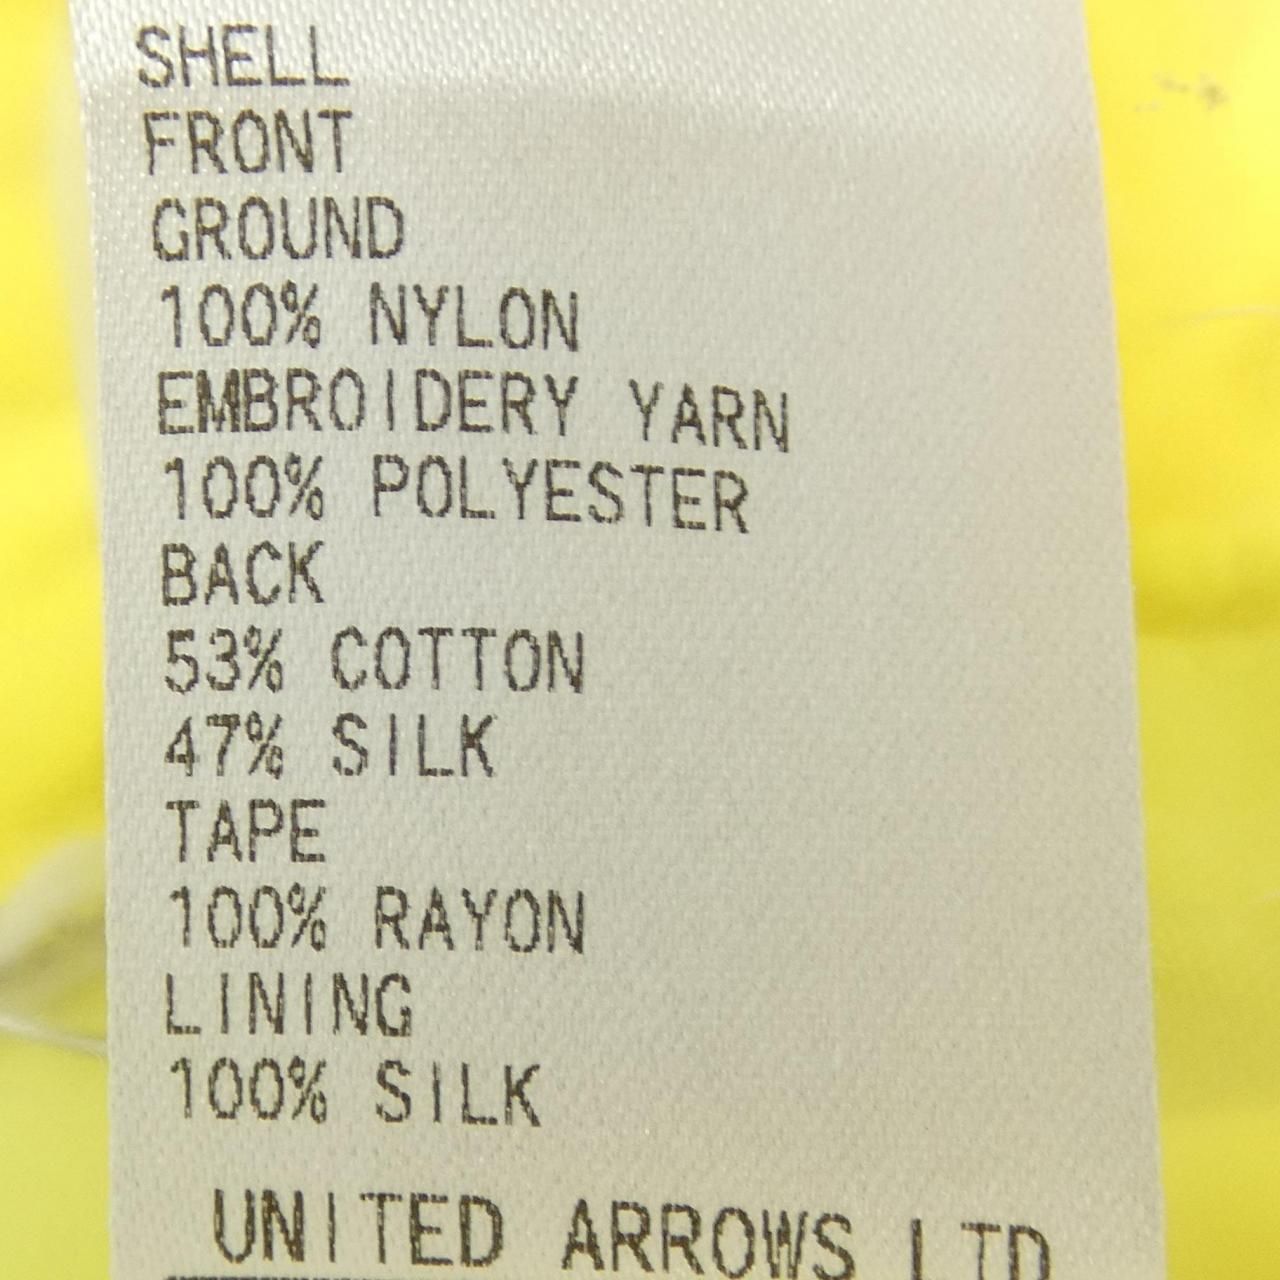 SHELL
FRONT
GROUND
100% NYLON
EMBROIDERY YARN
100% POLYESTER
BACK
53% COTTON
47% SILK
TAPE
100% RAYON
LINING
100% SILK
UNITED ARROWS LTD